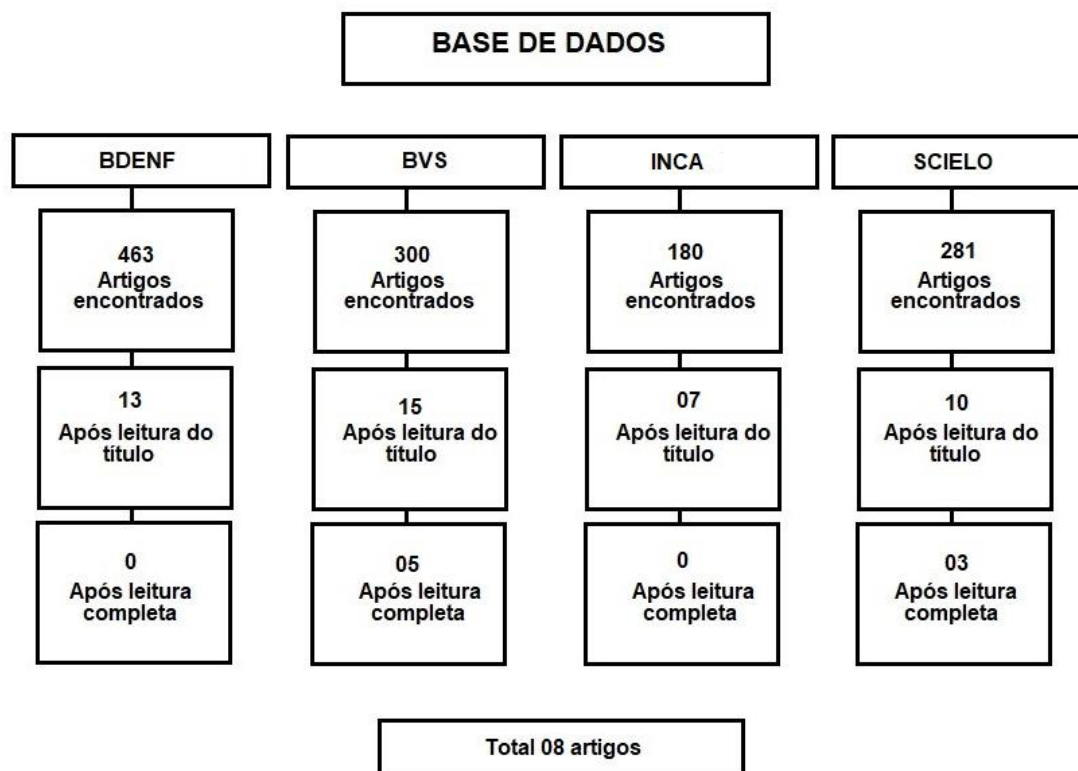 BASE DE DADOS
BDENF
463
Artigos
encontrados
13
Após leitura do
título
0
Após leitura
completa
BVS
300
Artigos
encontrados
15
Após leitura do
título
05
Após leitura
completa
INCA
180
Artigos
encontrados
07
Após leitura do
título
0
Após leitura
completa
SCIELO
281
Artigos
encontrados
10
Após leitura do
título
03
Após leitura
completa
Total 08 artigos